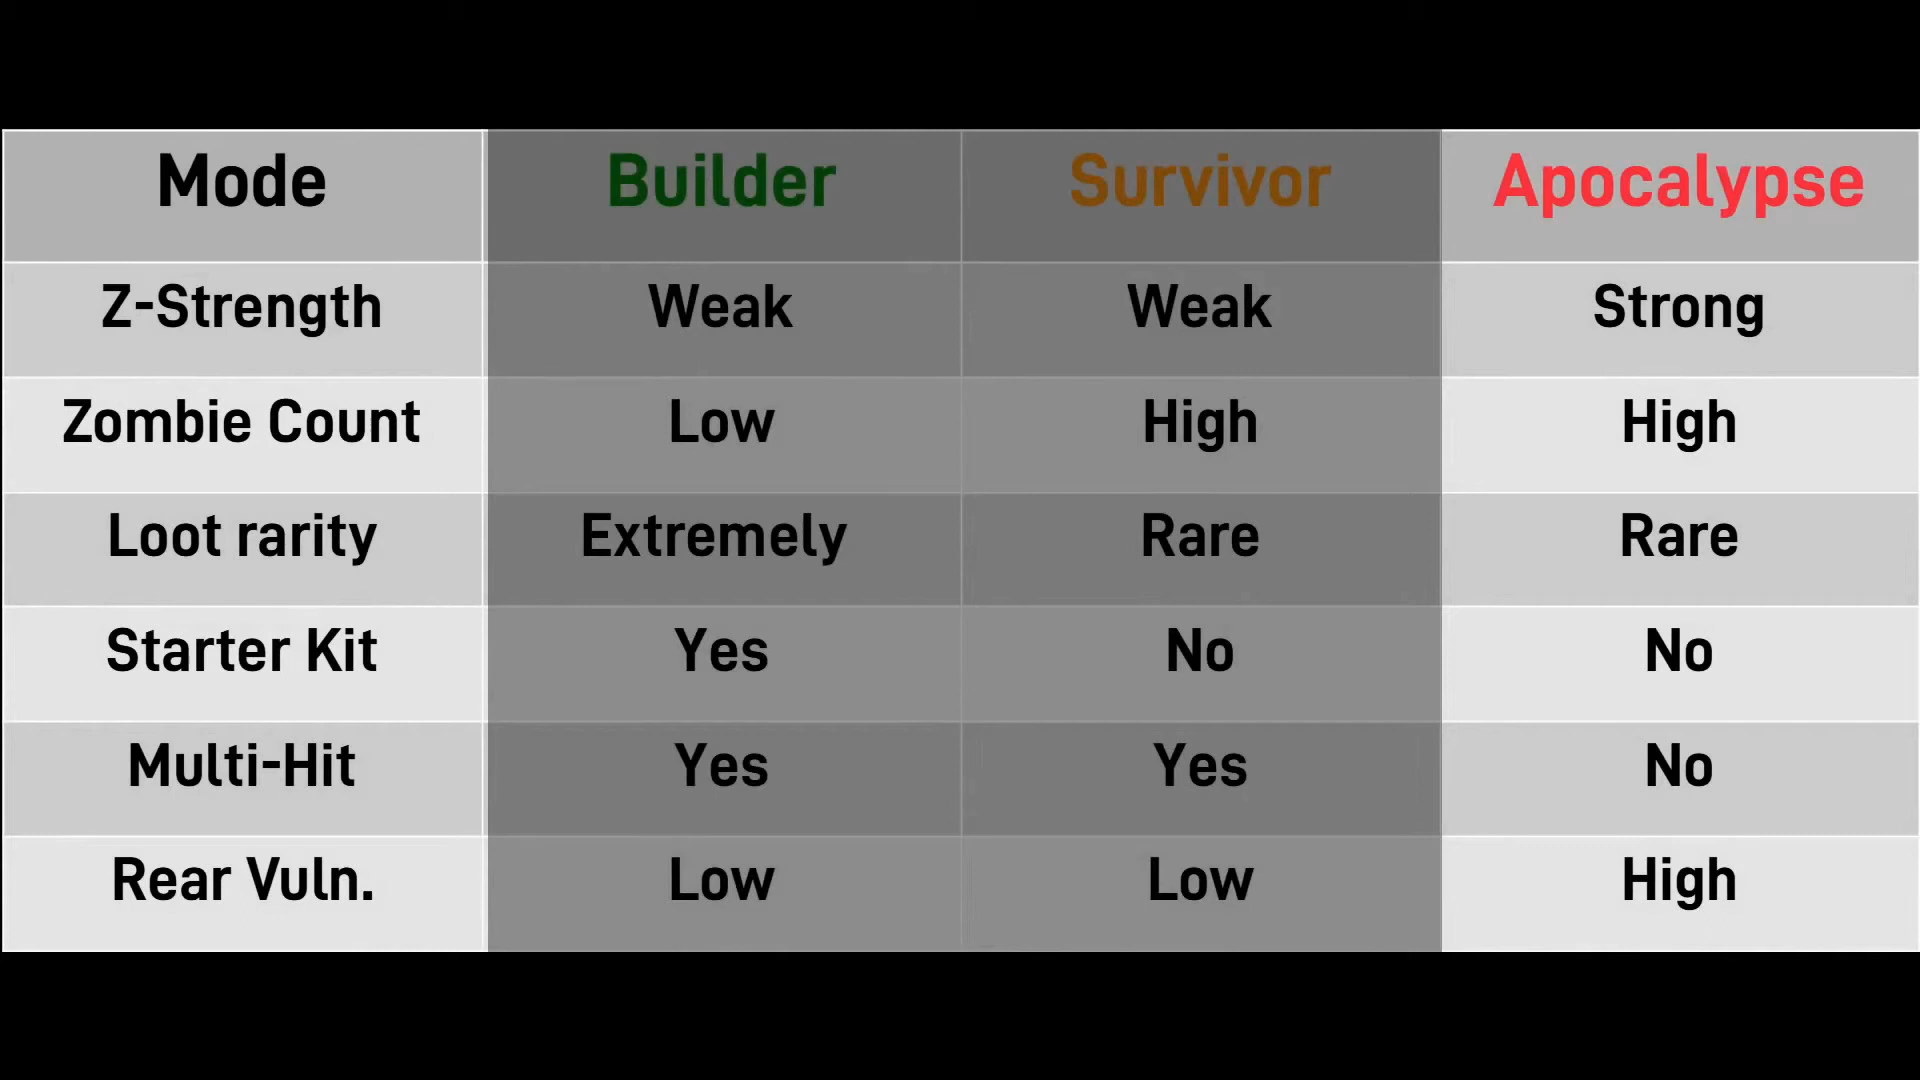 Mode Builder Survivor Apocalypse
Z-Strength Weak Weak Strong
Zombie Count Low High High
Loot rarity Extremely Rare Rare
Starter Kit Yes No No
Multi-Hit Yes Yes No
Rear Vuln. Low Low High